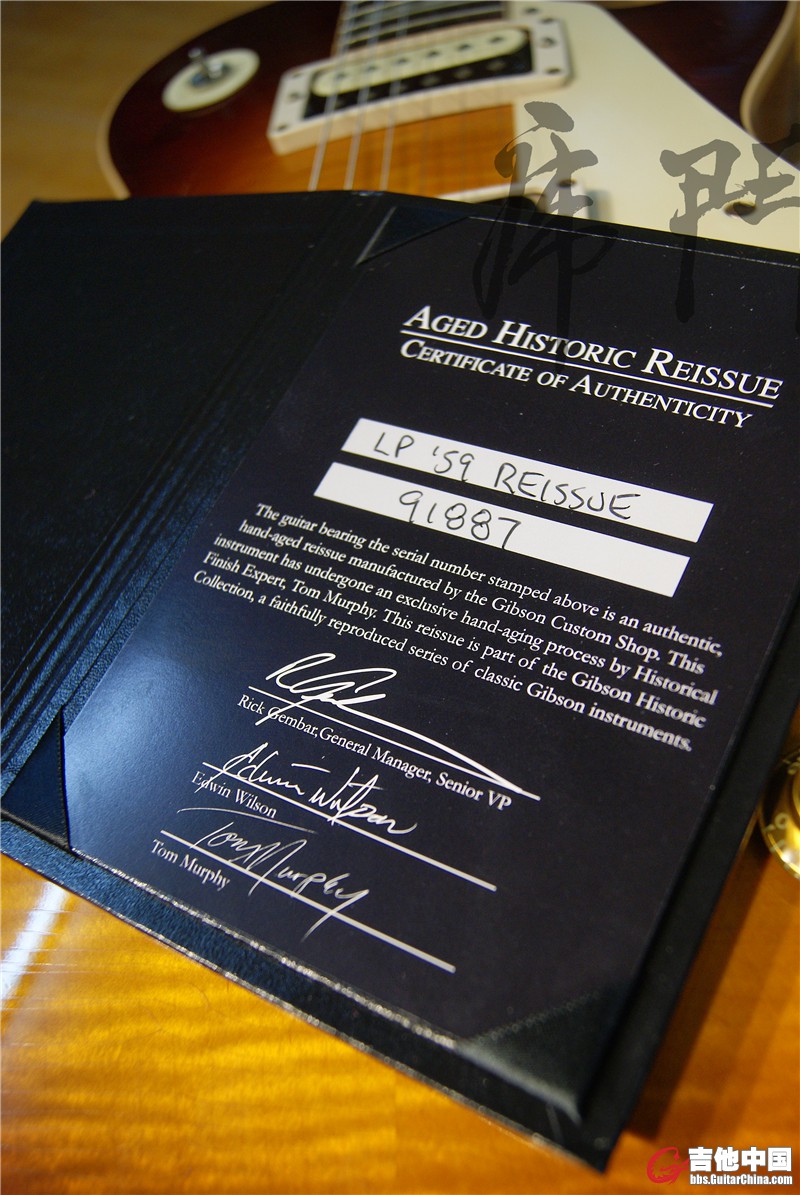 AGED HISTORIC REISSUE
CERTIFICATE OF AUTHENTICITY
LP '59 REISSUE
91887
The guitar bearing the serial number stamped above is an authentic,
hand-aged reissue manufactured by the Gibson Custom Shop. This
instrument has undergone an exclusive hand-aging process by Historical
Finish Expert, Tom Murphy. This reissue is part of the Gibson Historic
Collection, a faithfully reproduced series of classic Gibson instruments.
Rick Gembar, General Manager, Senior VP
Edwin Wilson
Edwin Wilson
Tom Murphy
Tom Murphy
吉他中国
bbs.GuitarChina.com